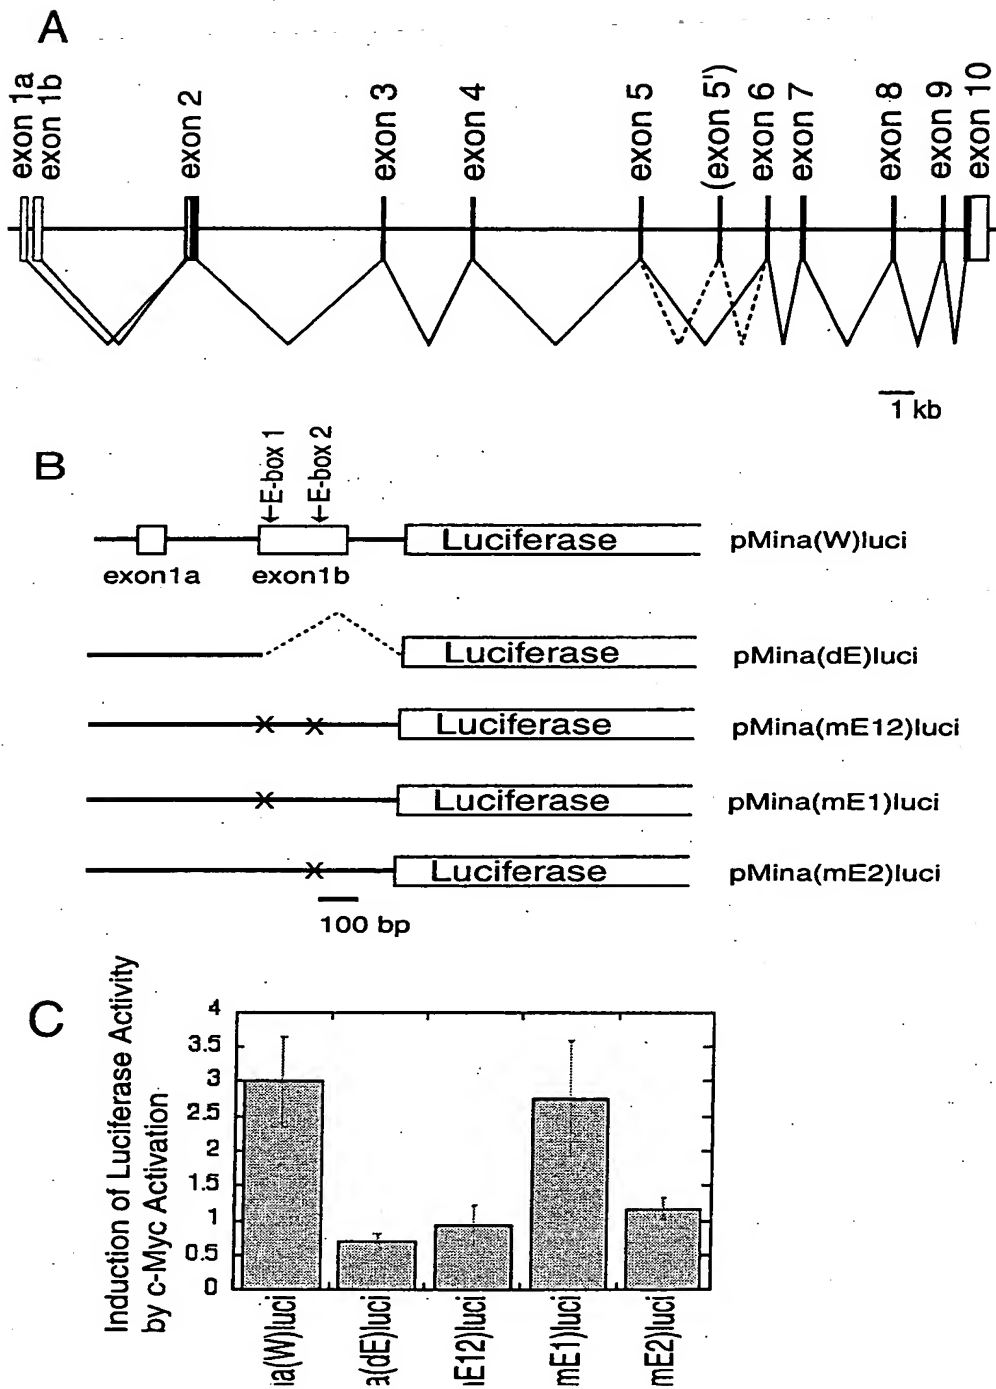 A
exon 1a
exon 1b
exon 2
exon 3
exon 4
exon 5
(exon 5')
exon 6
exon 7
exon 8
exon 9
exon 10
1 kb
B
E-box 1
E-box 2
Luciferase
pMina(W)luci
exon1a
exon1b
Luciferase
pMina(dE)luci
Luciferase
pMina(mE12)luci
Luciferase
pMina(mE1)luci
Luciferase
pMina(mE2)luci
100 bp
C
Induction of Luciferase Activity
by c-Myc Activation
4
3.5
3
2.5
2
1.5
1
0.5
0
na(W)luci
a(dE)luci
nE12)luci
mE1)luci
mE2)luci